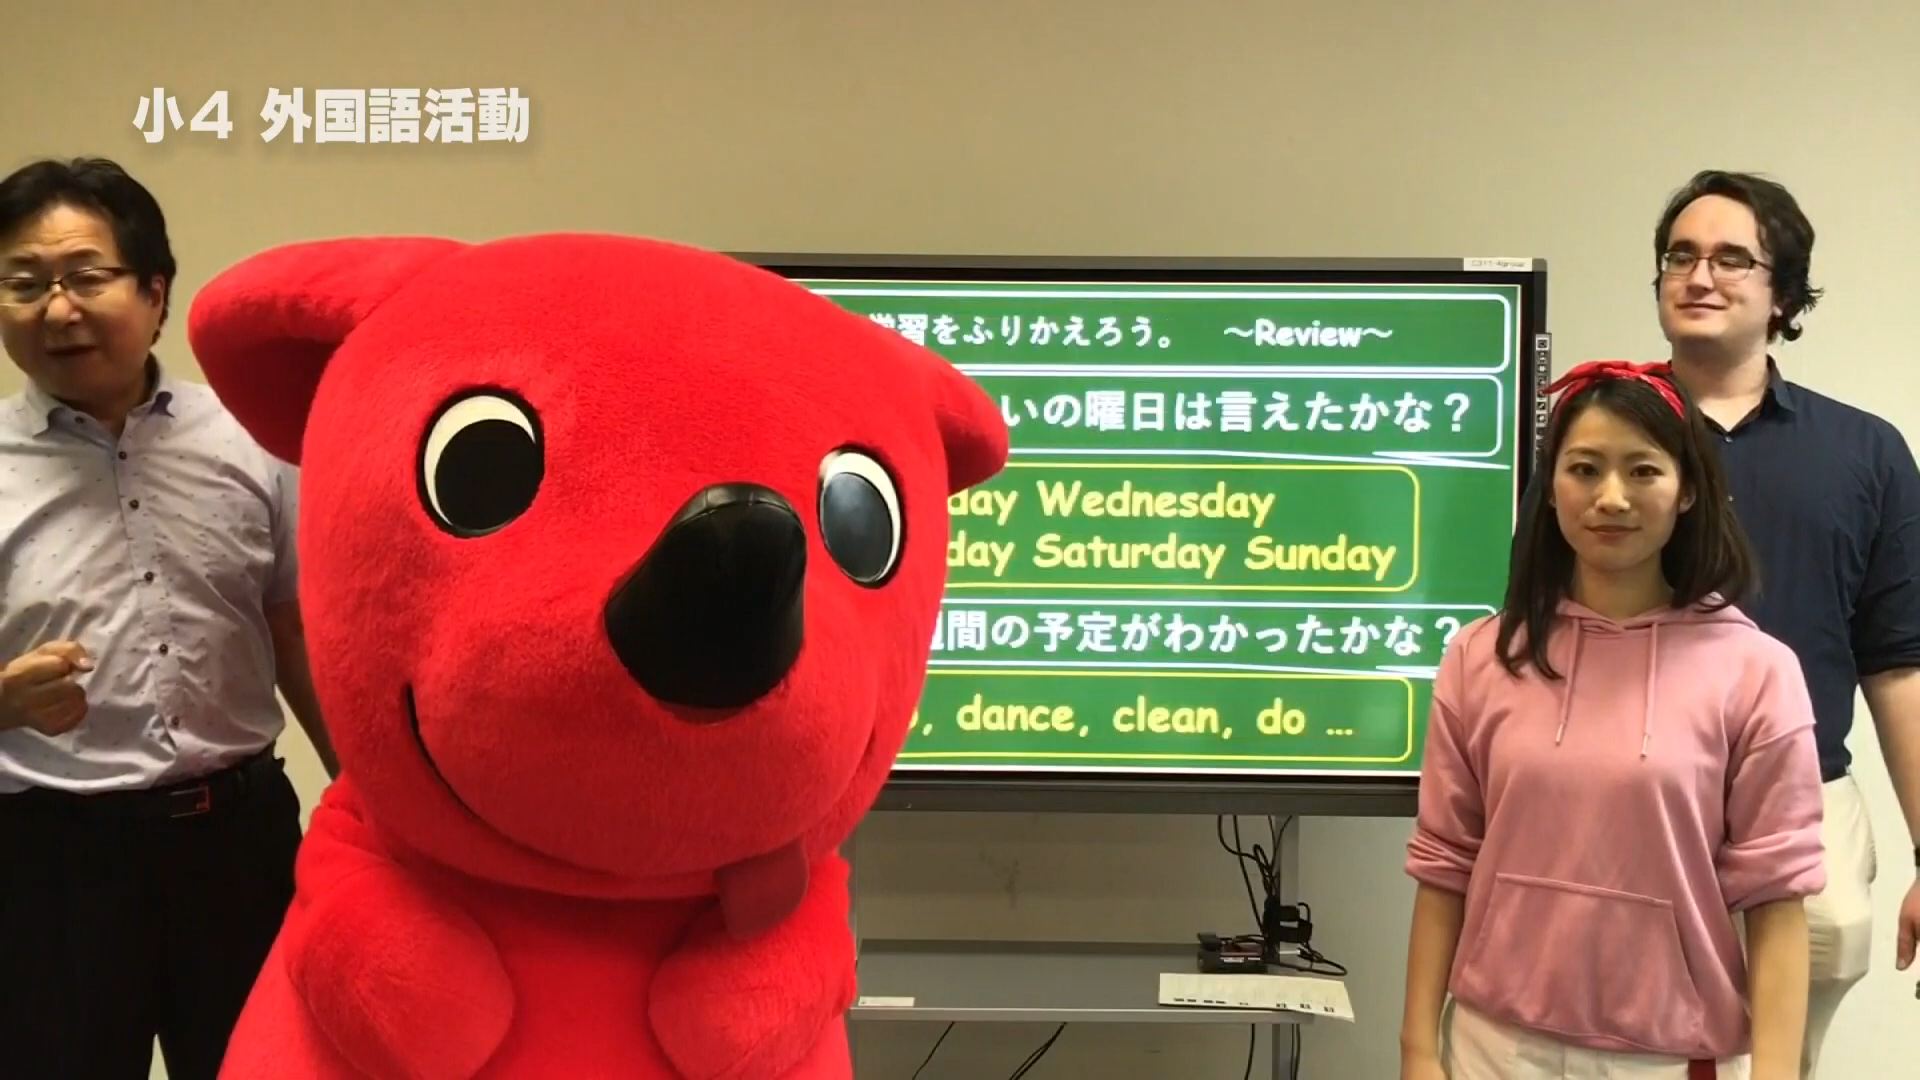 小4 外国語活動
学習をふりかえろう。 ～Review～
いの曜日は言えたかな？
day Wednesday
day Saturday Sunday
週間の予定がわかったかな？
, dance, clean, do ...